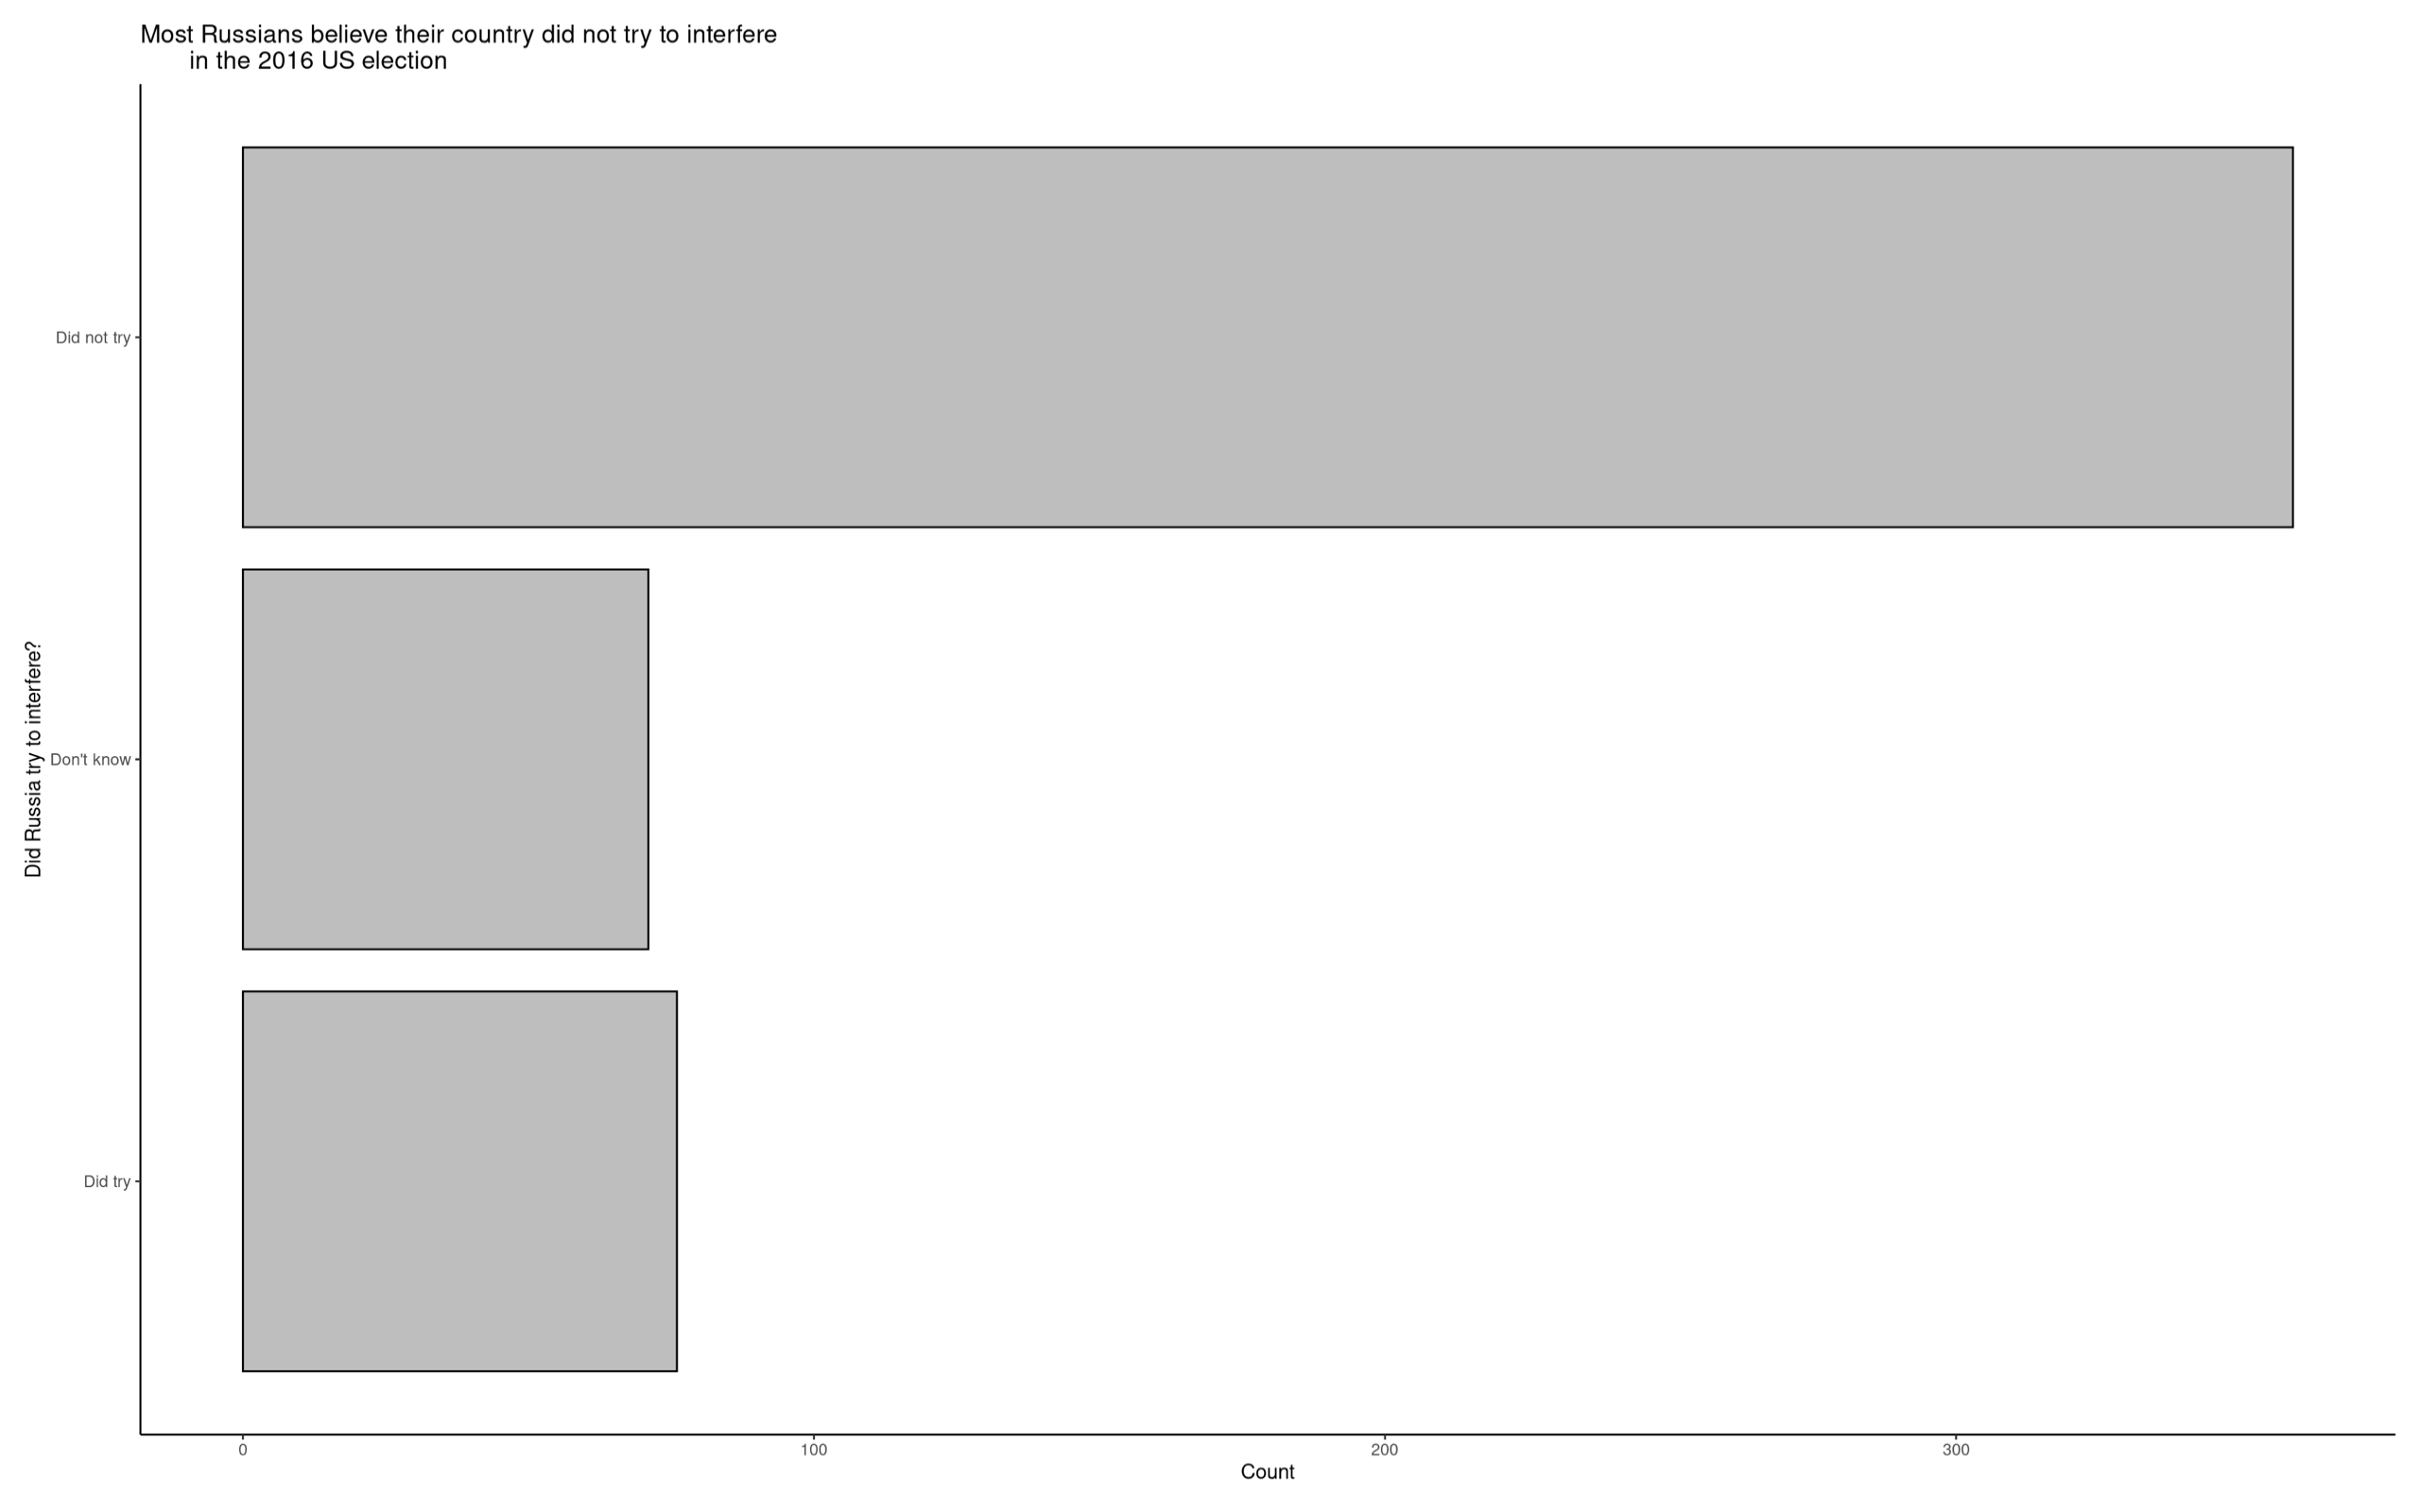 Most Russians believe their country did not try to interfere
in the 2016 US election
Did Russia try to interfere?
Did not try
Don't know
Did try
0
100
200
300
Count